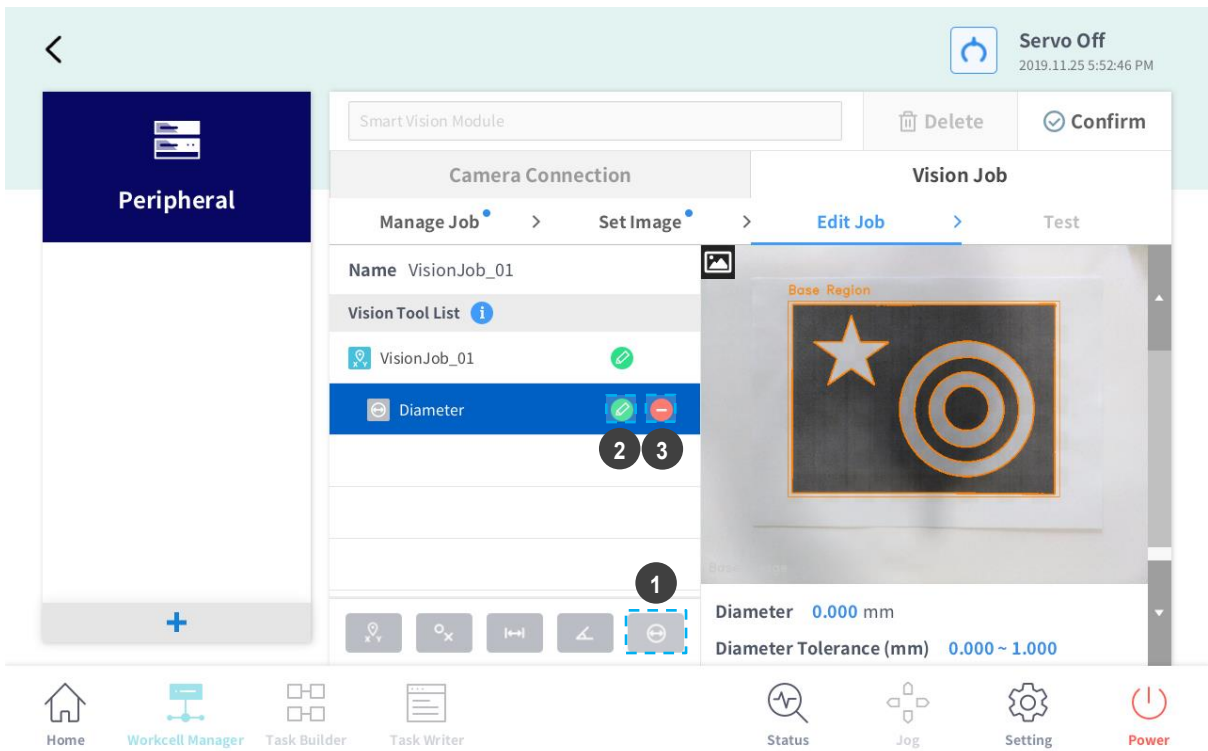 Servo Off
2019.11.25 5:52:46 PM
Peripheral
Smart Vision Module
Delete
Confirm
Camera Connection
Vision Job
Manage Job
>
Set Image
>
Edit Job
>
Test
Name VisionJob_01
Vision Tool List i
VisionJob_01
Diameter
2
3
1
Base Region
+
Diameter 0.000 mm
Diameter Tolerance (mm) 0.000 ~ 1.000
Home
Workcell Manager
Task Builder
Task Writer
Status
Jog
Setting
Power